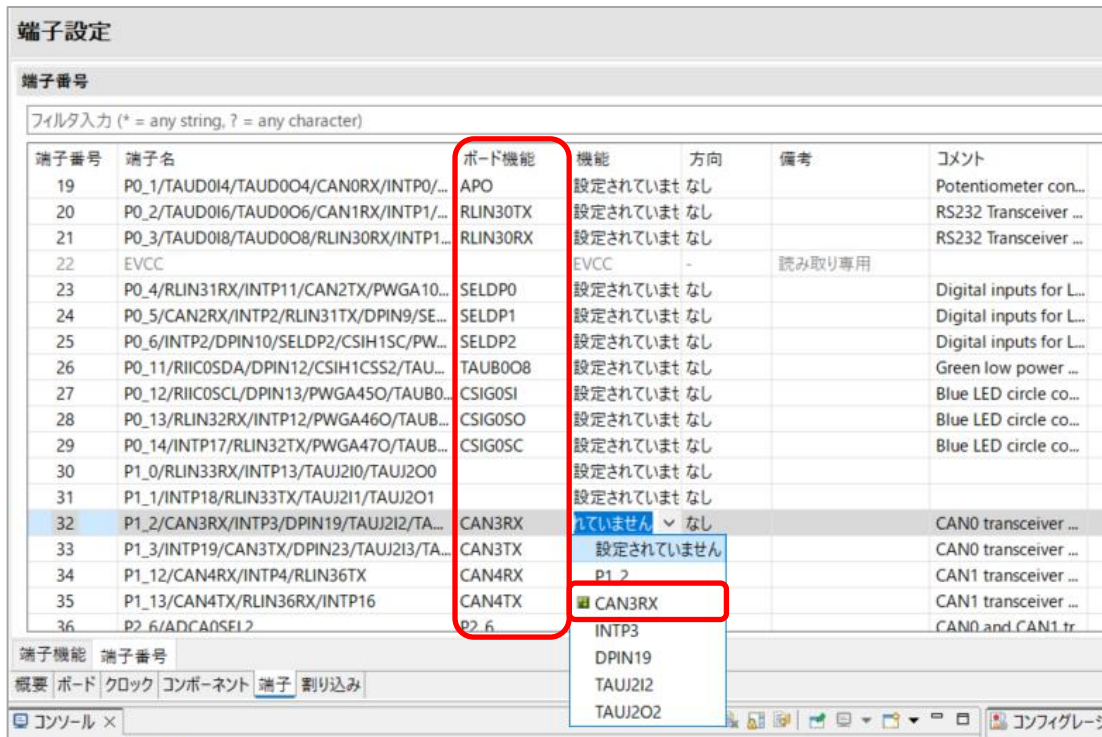 端子設定
端子番号
フィルタ入力 (* = any string, ? = any character)
端子番号 端子名 ボード機能 機能 方向 備考 コメント
19 P0_1/TAUD0I4/TAUD0O4/CAN0RX/INTP0/... APO 設定されていませ なし Potentiometer con...
20 P0_2/TAUD0I6/TAUD0O6/CAN1RX/INTP1/... RLIN30TX 設定されていませ なし RS232 Transceiver ...
21 P0_3/TAUD0I8/TAUD0O8/RLIN30RX/INTP1... RLIN30RX 設定されていませ なし RS232 Transceiver ...
22 EVCC EVCC - 読み取り専用
23 P0_4/RLIN31RX/INTP11/CAN2TX/PWGA10... SELDP0 設定されていませ なし Digital inputs for L...
24 P0_5/CAN2RX/INTP2/RLIN31TX/DPIN9/SE... SELDP1 設定されていませ なし Digital inputs for L...
25 P0_6/INTP2/DPIN10/SELDP2/CSIH1SC/PW... SELDP2 設定されていませ なし Digital inputs for L...
26 P0_11/RIIC0SDA/DPIN12/CSIH1CSS2/TAU... TAUB0O8 設定されていませ なし Green low power ...
27 P0_12/RIIC0SCL/DPIN13/PWGA45O/TAUB0... CSIG0SI 設定されていませ なし Blue LED circle co...
28 P0_13/RLIN32RX/INTP12/PWGA46O/TAUB... CSIG0SO 設定されていませ なし Blue LED circle co...
29 P0_14/INTP17/RLIN32TX/PWGA47O/TAUB... CSIG0SC 設定されていませ なし Blue LED circle co...
30 P1_0/RLIN33RX/INTP13/TAUJ2I0/TAUJ2O0 設定されていませ なし
31 P1_1/INTP18/RLIN33TX/TAUJ2I1/TAUJ2O1 設定されていませ なし
32 P1_2/CAN3RX/INTP3/DPIN19/TAUJ2I2/TA... CAN3RX れていません なし CAN0 transceiver ...
33 P1_3/INTP19/CAN3TX/DPIN23/TAUJ2I3/TA... CAN3TX 設定されていません CAN0 transceiver ...
34 P1_12/CAN4RX/INTP4/RLIN36TX CAN4RX P1_2 CAN1 transceiver ...
35 P1_13/CAN4TX/RLIN36RX/INTP16 CAN4TX CAN3RX CAN1 transceiver ...
36 P2_6/ADCA0SEL2 P2_6 INTP3 CAN0 and CAN1 tr...
DPIN19
TAUJ2I2
TAUJ2O2
端子機能 端子番号
概要 ボード クロック コンポーネント 端子 割り込み
コンソール × コンフィグレーシ